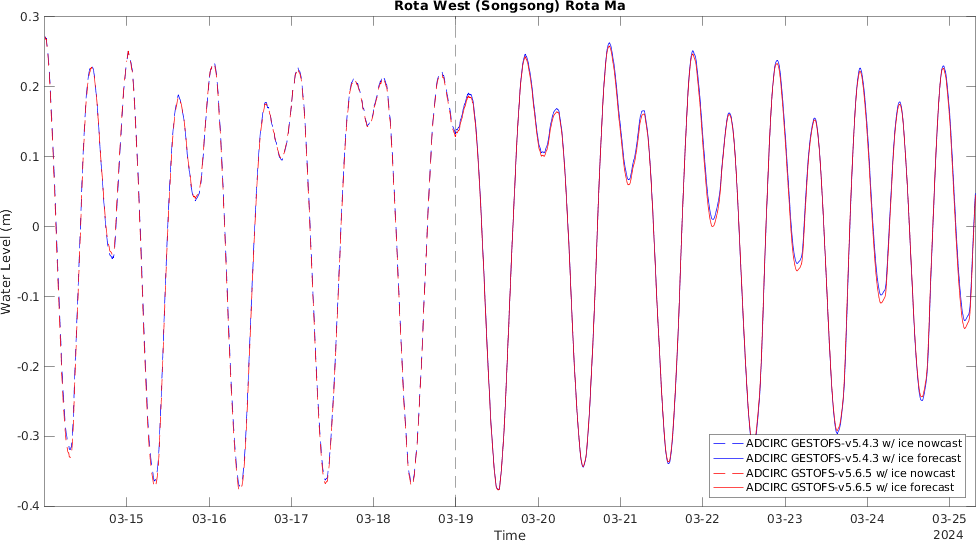 Rota West (Songsong) Rota Ma
Water Level (m)
0.3
0.2
0.1
0
-0.1
-0.2
-0.3
-0.4
ADCIRC GESTOFS-v5.4.3 w/ ice nowcast
ADCIRC GESTOFS-v5.4.3 w/ ice forecast
ADCIRC GSTOFS-v5.6.5 w/ ice nowcast
ADCIRC GSTOFS-v5.6.5 w/ ice forecast
03-15 03-16 03-17 03-18 03-19 03-20 03-21 03-22 03-23 03-24 03-25
2024
Time